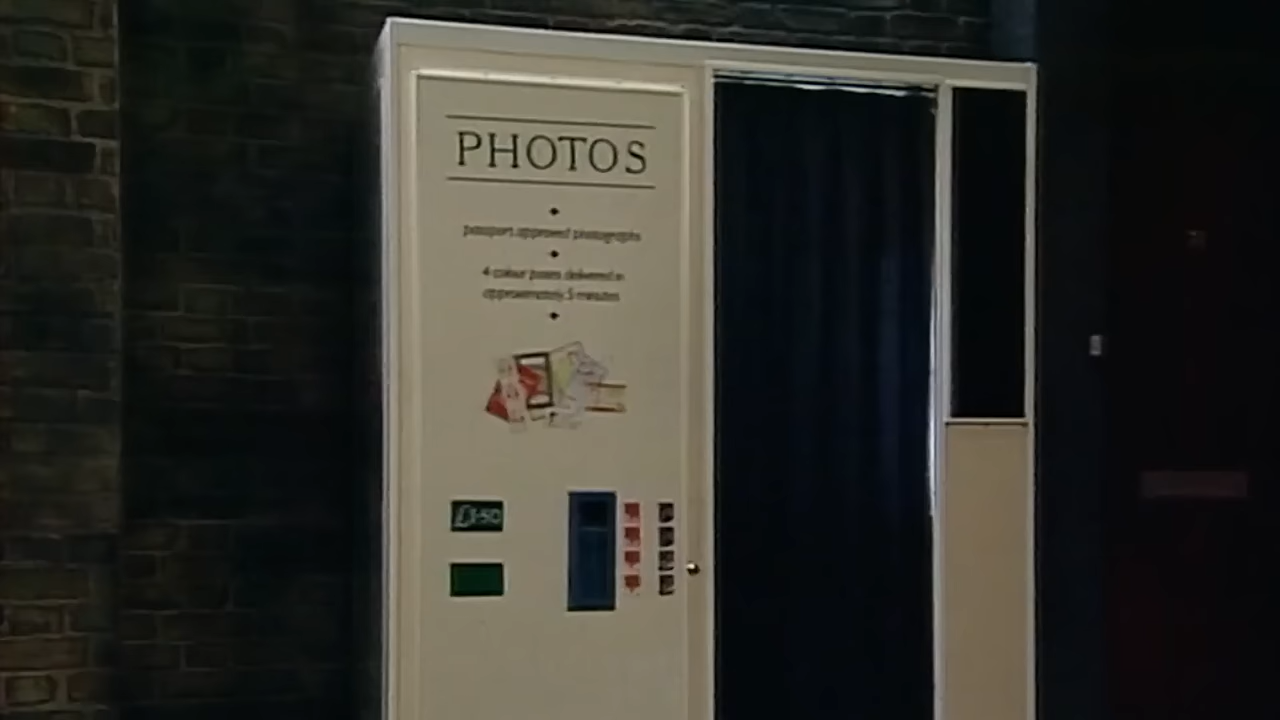 PHOTOS
passport approved photographs
4 colour poses delivered in
approximately 5 minutes
£1·50